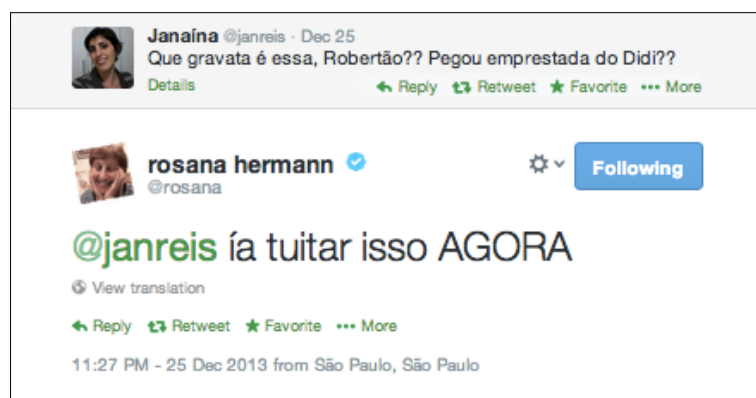 Janaína @janreis · Dec 25
Que gravata é essa, Robertão?? Pegou emprestada do Didi??
Details Reply Retweet Favorite More
rosana hermann Following
@rosana
@janreis ía tuitar isso AGORA
View translation
Reply Retweet Favorite More
11:27 PM - 25 Dec 2013 from São Paulo, São Paulo